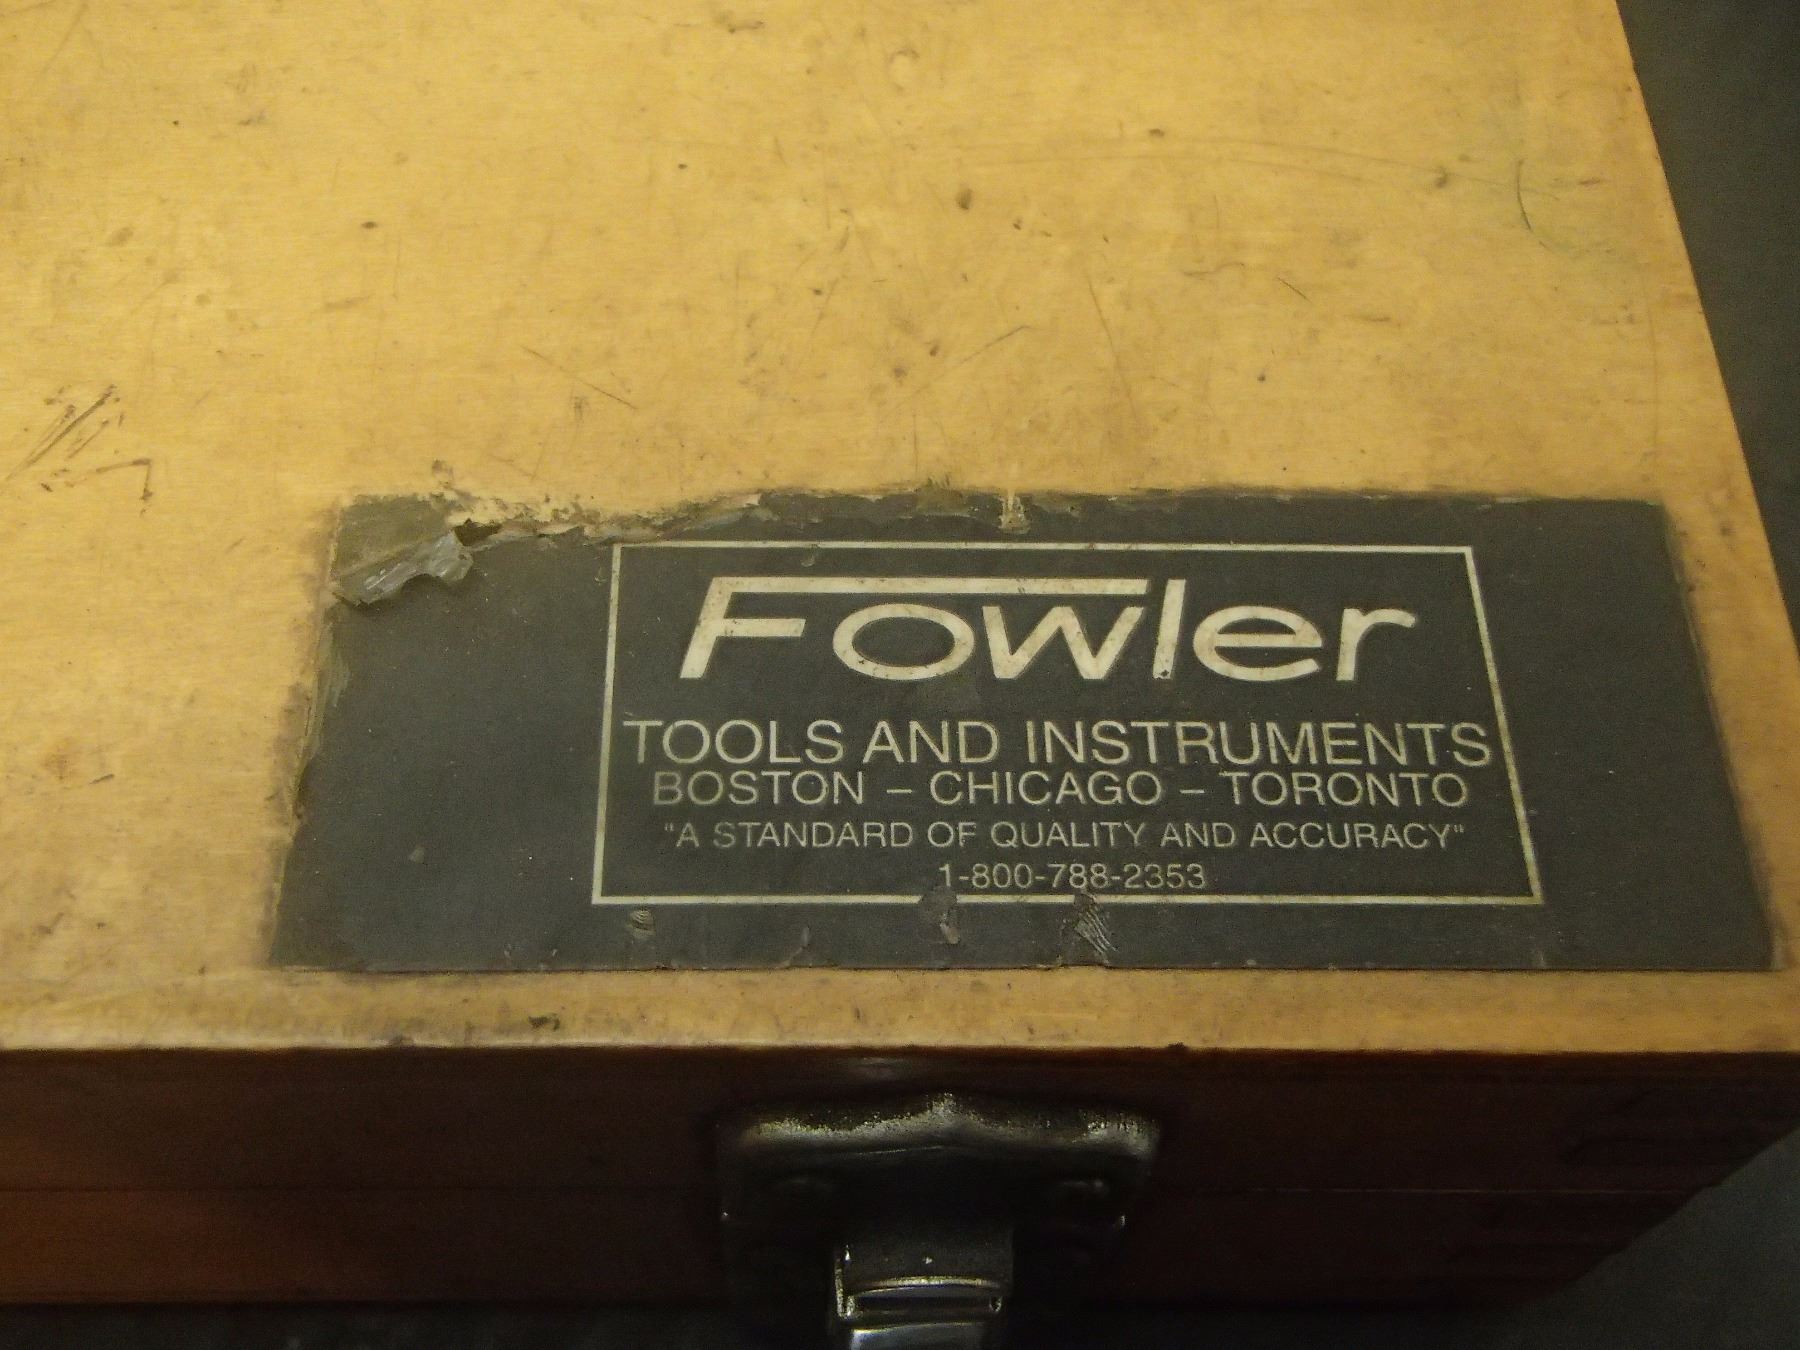 Fowler
TOOLS AND INSTRUMENTS
BOSTON – CHICAGO – TORONTO
"A STANDARD OF QUALITY AND ACCURACY"
1-800-788-2353